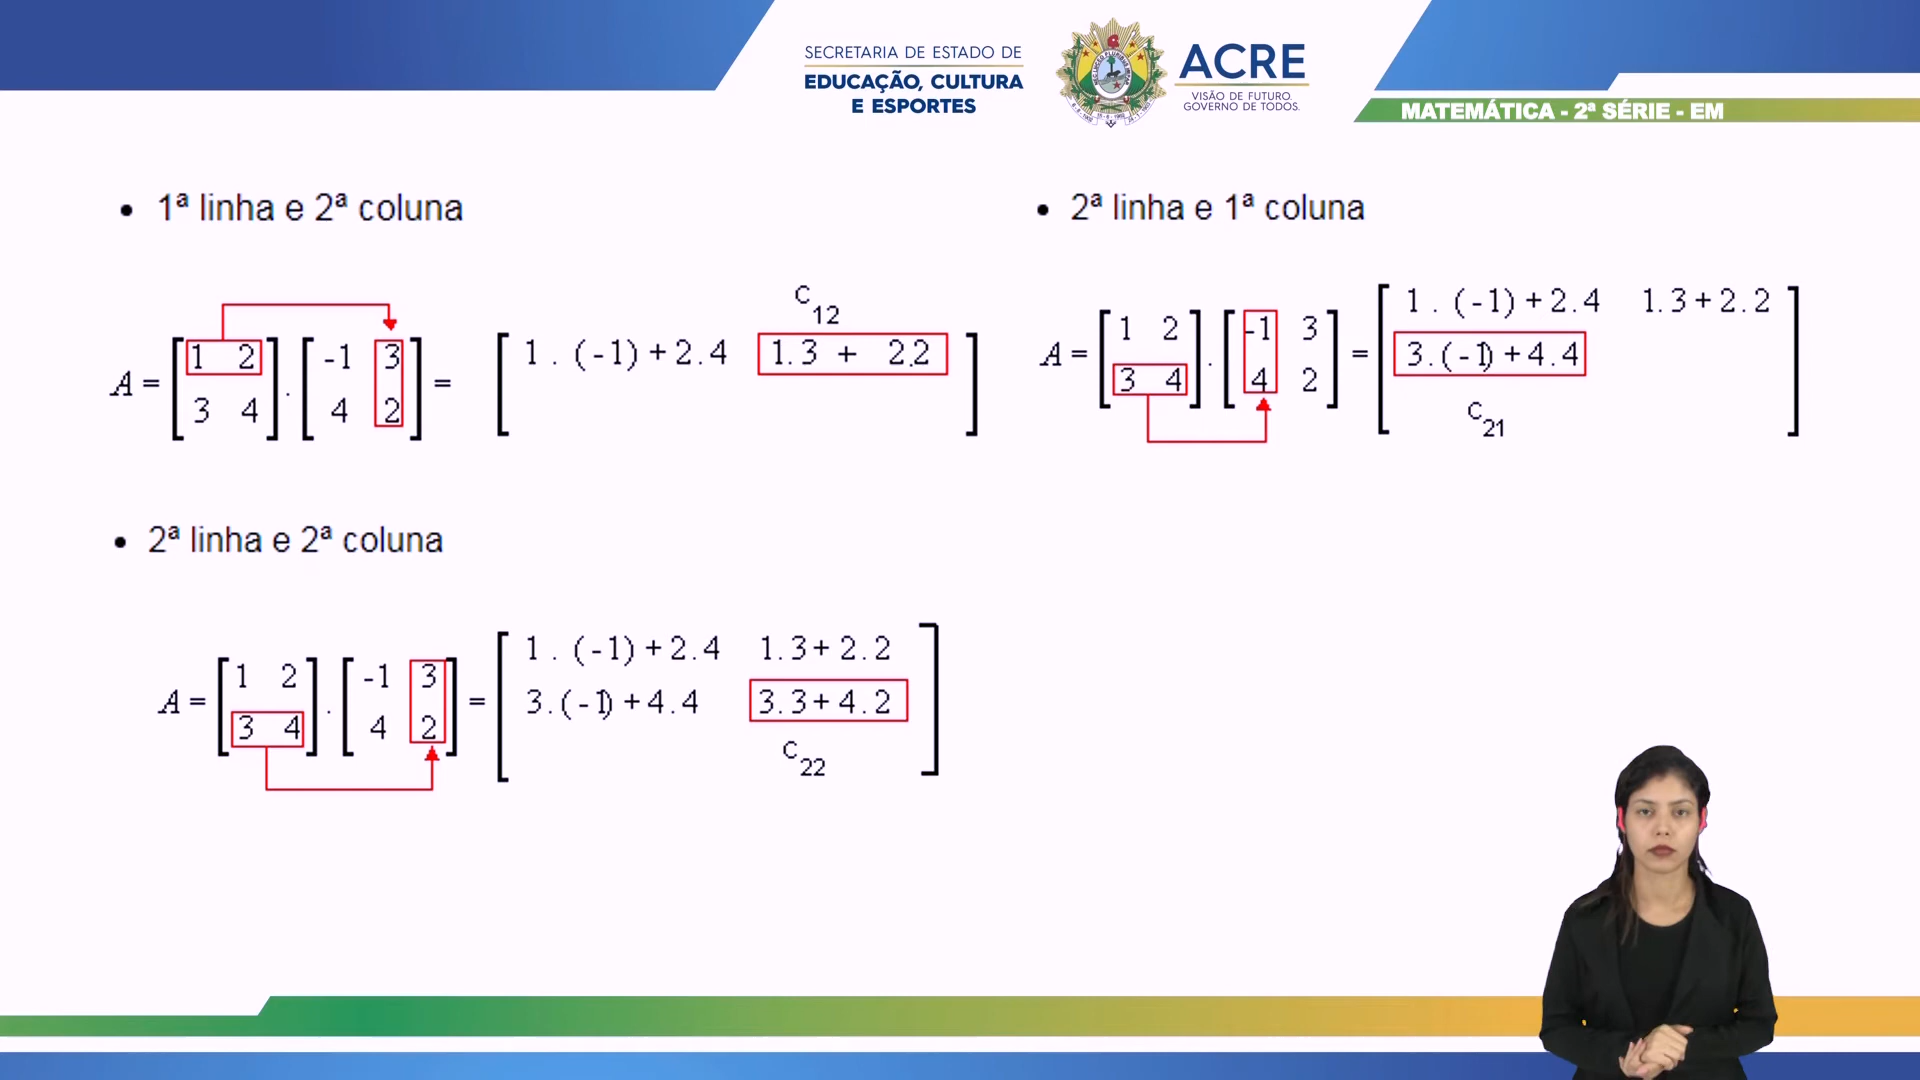 SECRETARIA DE ESTADO DE
EDUCAÇÃO, CULTURA
E ESPORTES
ACRE
VISÃO DE FUTURO.
GOVERNO DE TODOS.
MATEMÁTICA - 2ª SÉRIE - EM
• 1ª linha e 2ª coluna
C12
A = [1 2] . [-1 3] = [1 . (-1) + 2.4 1.3 + 2.2]
[3 4] [4 2]
• 2ª linha e 1ª coluna
A = [1 2] . [-1 3] = [1 . (-1) + 2.4 1.3 + 2.2]
[3 4] [4 2] [3.(-1) + 4.4]
C21
• 2ª linha e 2ª coluna
A = [1 2] . [-1 3] = [1 . (-1) + 2.4 1.3 + 2.2]
[3 4] [4 2] [3.(-1) + 4.4 3.3 + 4.2]
C22